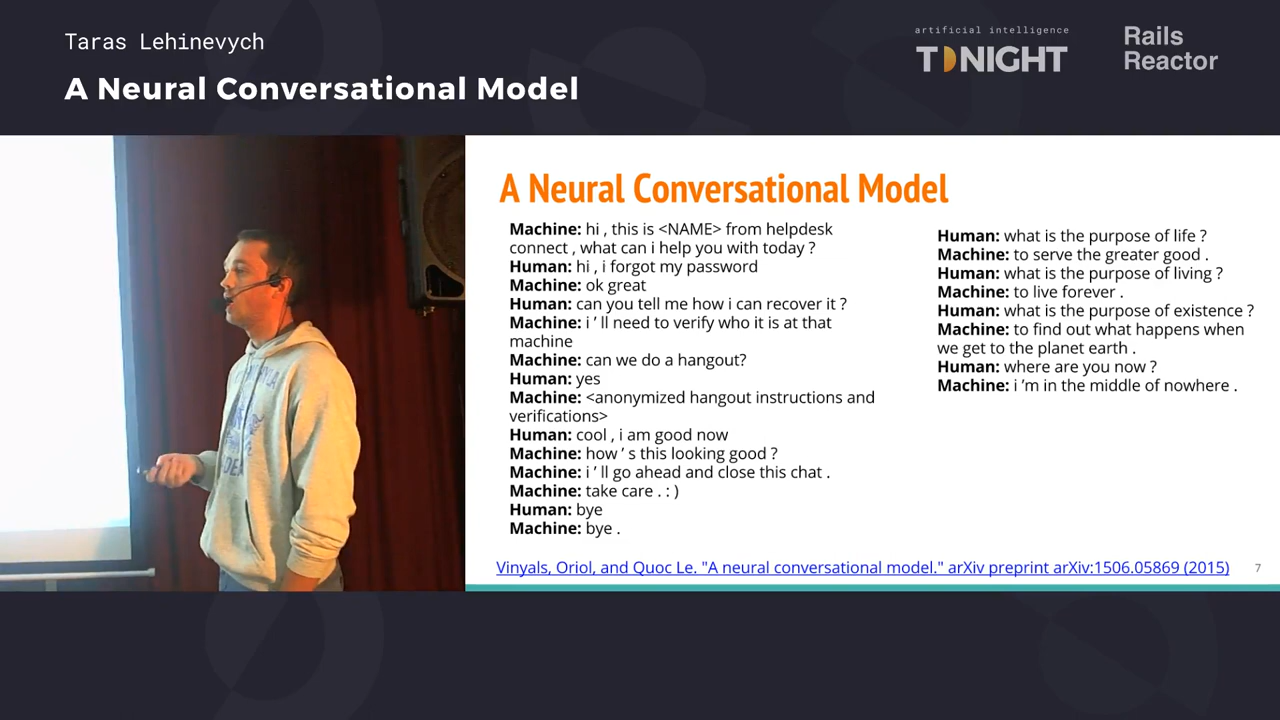 Taras Lehinevych
A Neural Conversational Model
artificial intelligence
TONIGHT
Rails
Reactor
A Neural Conversational Model
Machine: hi , this is <NAME> from helpdesk
connect , what can i help you with today ?
Human: hi , i forgot my password
Machine: ok great
Human: can you tell me how i can recover it ?
Machine: i ’ ll need to verify who it is at that
machine
Machine: can we do a hangout?
Human: yes
Machine: <anonymized hangout instructions and
verifications>
Human: cool , i am good now
Machine: how ’ s this looking good ?
Machine: i ’ ll go ahead and close this chat .
Machine: take care . : )
Human: bye
Machine: bye .
Human: what is the purpose of life ?
Machine: to serve the greater good .
Human: what is the purpose of living ?
Machine: to live forever .
Human: what is the purpose of existence ?
Machine: to find out what happens when
we get to the planet earth .
Human: where are you now ?
Machine: i ’m in the middle of nowhere .
Vinyals, Oriol, and Quoc Le. "A neural conversational model." arXiv preprint arXiv:1506.05869 (2015)
7